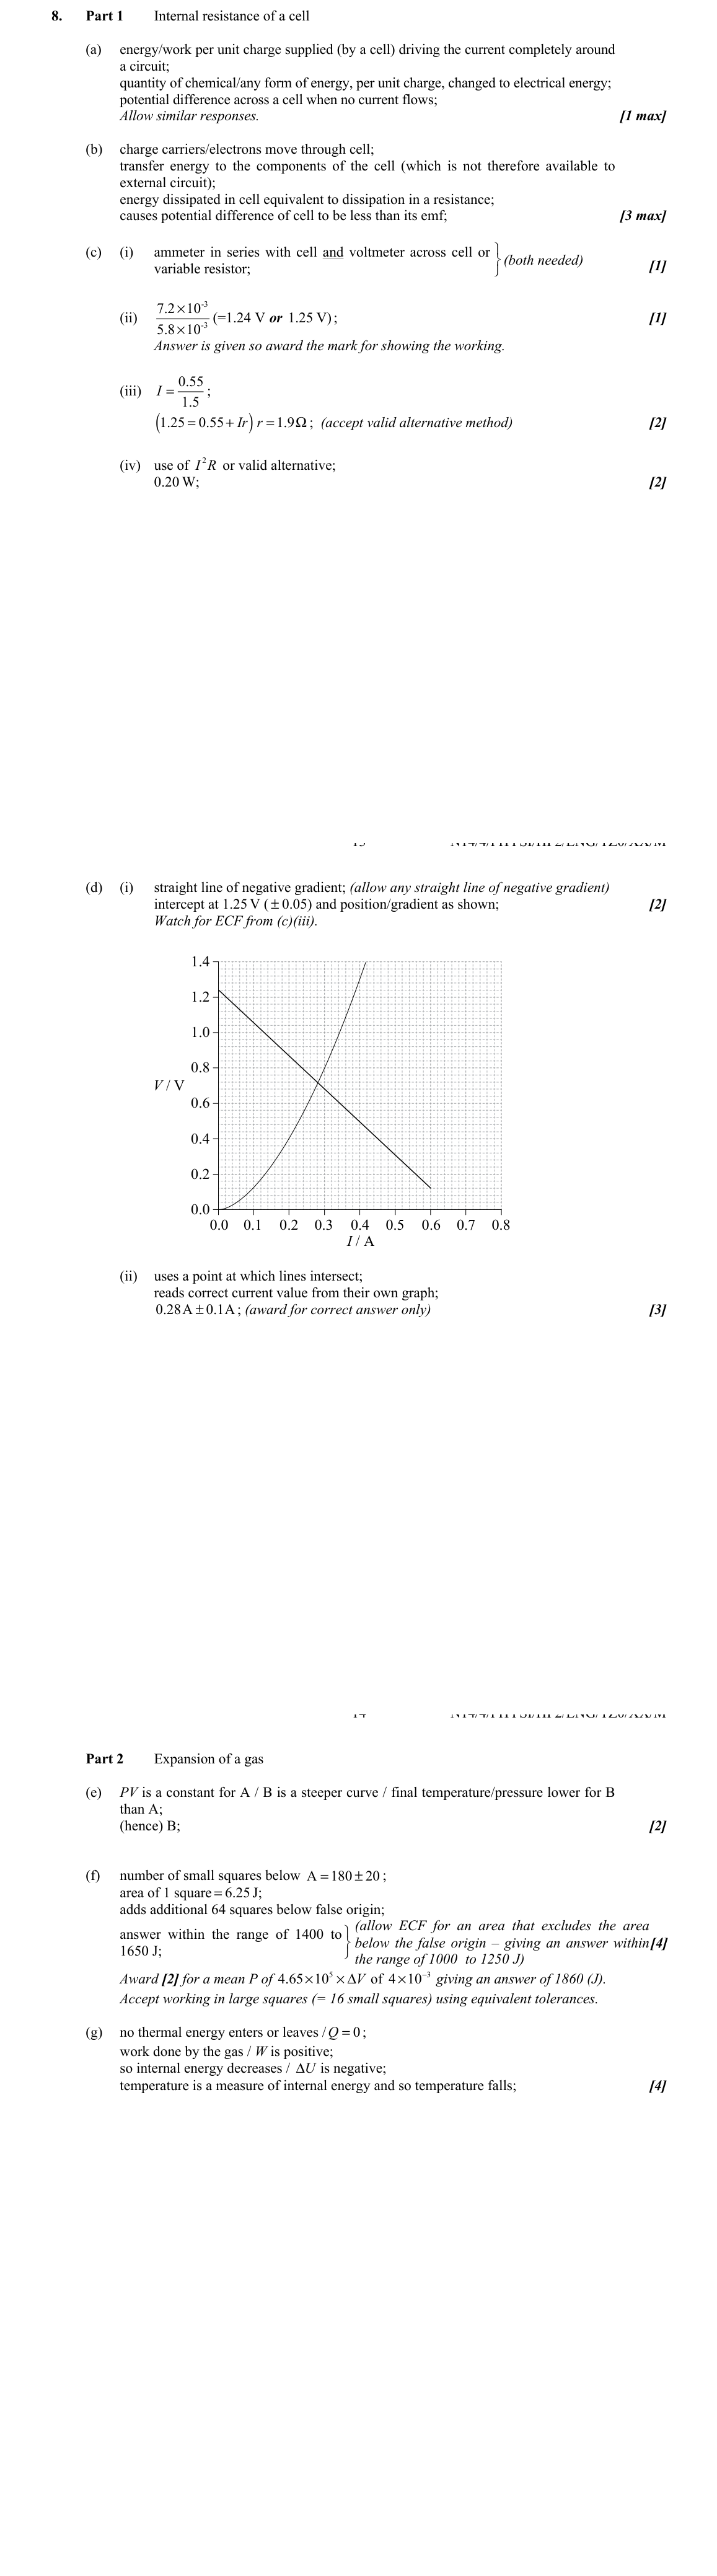 8. Part 1 Internal resistance of a cell
(a) energy/work per unit charge supplied (by a cell) driving the current completely around
a circuit;
quantity of chemical/any form of energy, per unit charge, changed to electrical energy;
potential difference across a cell when no current flows;
Allow similar responses. [1 max]
(b) charge carriers/electrons move through cell;
transfer energy to the components of the cell (which is not therefore available to
external circuit);
energy dissipated in cell equivalent to dissipation in a resistance;
causes potential difference of cell to be less than its emf; [3 max]
(c) (i) ammeter in series with cell and voltmeter across cell or
variable resistor; (both needed) [1]
(ii) 7.2×10⁻³/5.8×10⁻³ (=1.24 V or 1.25 V); [1]
Answer is given so award the mark for showing the working.
(iii) I = 0.55/1.5;
(1.25 = 0.55 + Ir) r = 1.9Ω; (accept valid alternative method) [2]
(iv) use of I²R or valid alternative;
0.20 W; [2]
(d) (i) straight line of negative gradient; (allow any straight line of negative gradient)
intercept at 1.25 V (±0.05) and position/gradient as shown; [2]
Watch for ECF from (c)(iii).
1.4
1.2
1.0
0.8
V / V
0.6
0.4
0.2
0.0
0.0 0.1 0.2 0.3 0.4 0.5 0.6 0.7 0.8
I / A
(ii) uses a point at which lines intersect;
reads correct current value from their own graph;
0.28A ± 0.1A; (award for correct answer only) [3]
Part 2 Expansion of a gas
(e) PV is a constant for A / B is a steeper curve / final temperature/pressure lower for B
than A;
(hence) B; [2]
(f) number of small squares below A = 180 ± 20;
area of 1 square = 6.25 J;
adds additional 64 squares below false origin;
answer within the range of 1400 to
1650 J;
(allow ECF for an area that excludes the area
below the false origin – giving an answer within [4]
the range of 1000 to 1250 J)
Award [2] for a mean P of 4.65×10⁵ × ΔV of 4×10⁻³ giving an answer of 1860 (J).
Accept working in large squares (= 16 small squares) using equivalent tolerances.
(g) no thermal energy enters or leaves / Q = 0;
work done by the gas / W is positive;
so internal energy decreases / ΔU is negative;
temperature is a measure of internal energy and so temperature falls; [4]